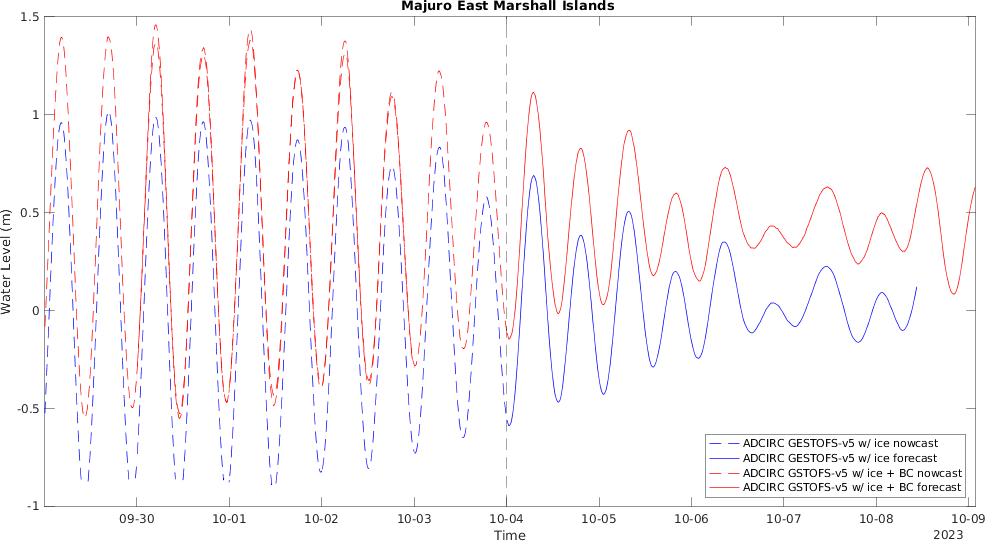 Majuro East Marshall Islands
Water Level (m)
1.5
1
0.5
0
-0.5
-1
09-30
10-01
10-02
10-03
10-04
10-05
10-06
10-07
10-08
10-09
Time
2023
ADCIRC GESTOFS-v5 w/ ice nowcast
ADCIRC GESTOFS-v5 w/ ice forecast
ADCIRC GSTOFS-v5 w/ ice + BC nowcast
ADCIRC GSTOFS-v5 w/ ice + BC forecast